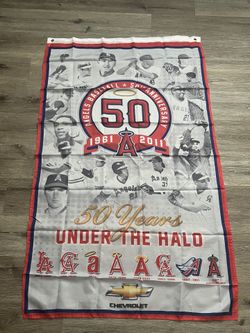 ANGELS BASEBALL ★ 50TH ANNIVERSARY
50
1961 A 2011
50 Years
UNDER THE HALO
CHEVROLET